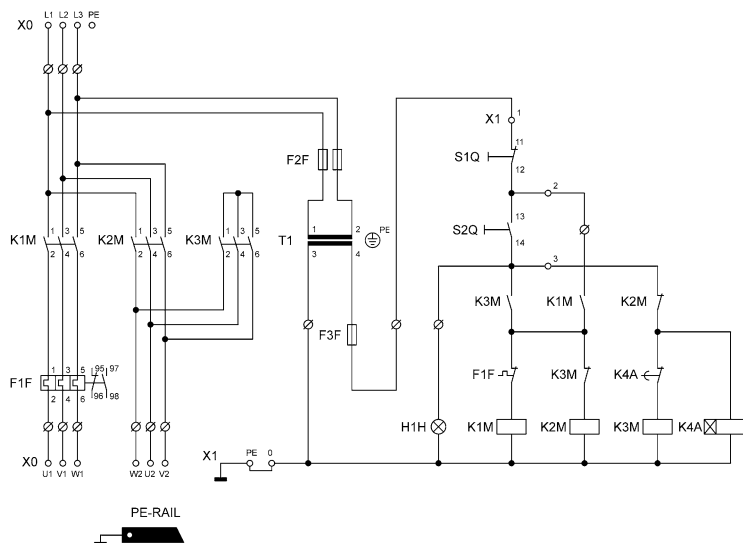 X0 L1 L2 L3 PE
X1 1
11
S1Q
12
F2F
2
13
S2Q
14
3
1 3 5
K1M
2 4 6
1 3 5
K2M
2 4 6
1 3 5
K3M
2 4 6
T1
1 2
PE
3 4
F3F
K3M K1M K2M
1 3 5
F1F
2 4 6
95 97
96 98
F1F K3M K4A
H1H K1M K2M K3M K4A
X0
U1 V1 W1 W2 U2 V2
X1 PE 0
PE-RAIL